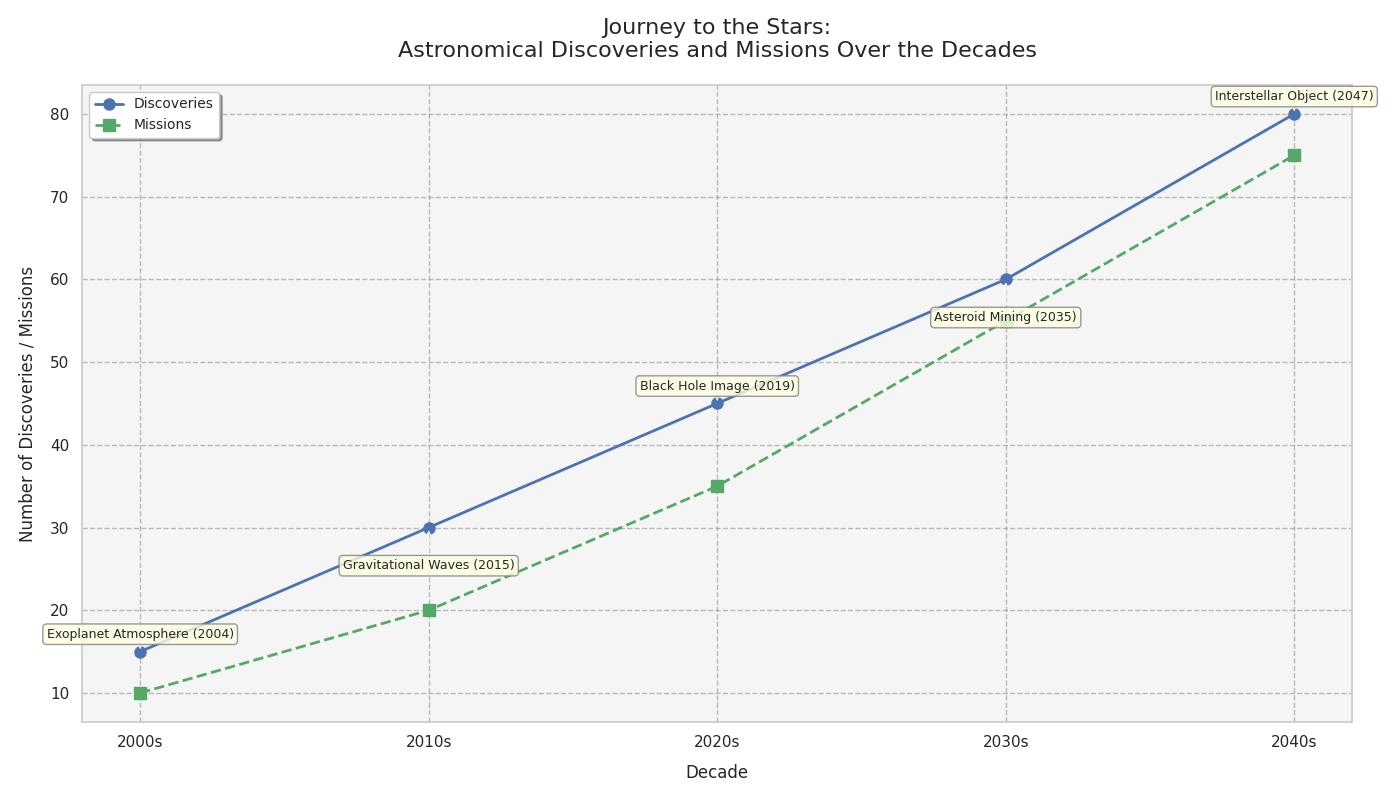 Journey to the Stars:
Astronomical Discoveries and Missions Over the Decades
Discoveries
Missions
Interstellar Object (2047)
Asteroid Mining (2035)
Black Hole Image (2019)
Gravitational Waves (2015)
Exoplanet Atmosphere (2004)
Number of Discoveries / Missions
80
70
60
50
40
30
20
10
2000s
2010s
2020s
2030s
2040s
Decade